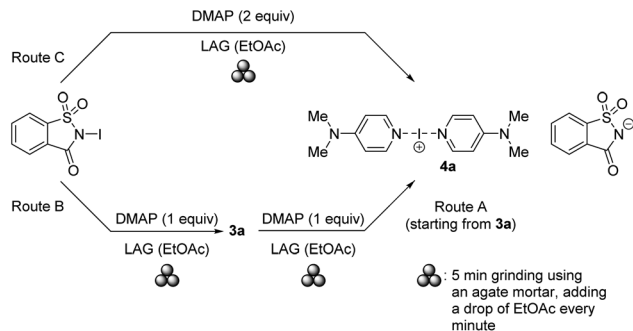 DMAP (2 equiv)
Route C
LAG (EtOAc)
O
O
S
N
I
O
Me
N
Me
N
I
N
⊕
N
Me
Me
4a
O
O
S
N
⊖
O
Route B
DMAP (1 equiv)
3a
DMAP (1 equiv)
LAG (EtOAc)
LAG (EtOAc)
Route A
(starting from 3a)
: 5 min grinding using
an agate mortar, adding
a drop of EtOAc every
minute